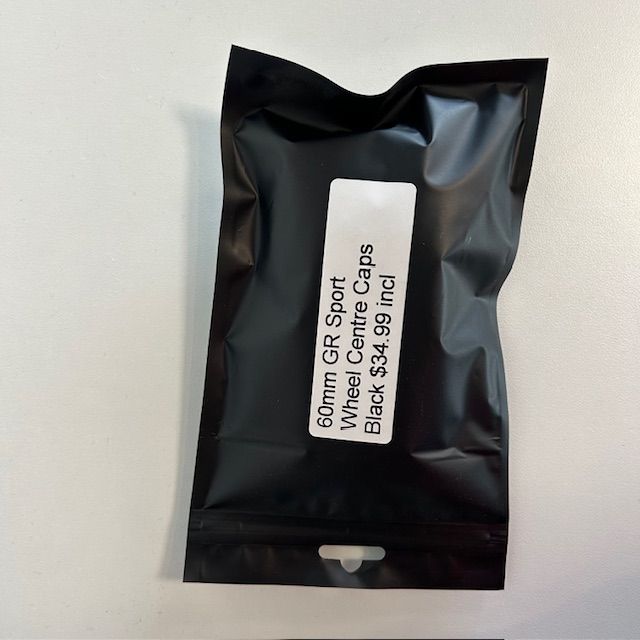 60mm GR Sport
Wheel Centre Caps
Black $34.99 incl